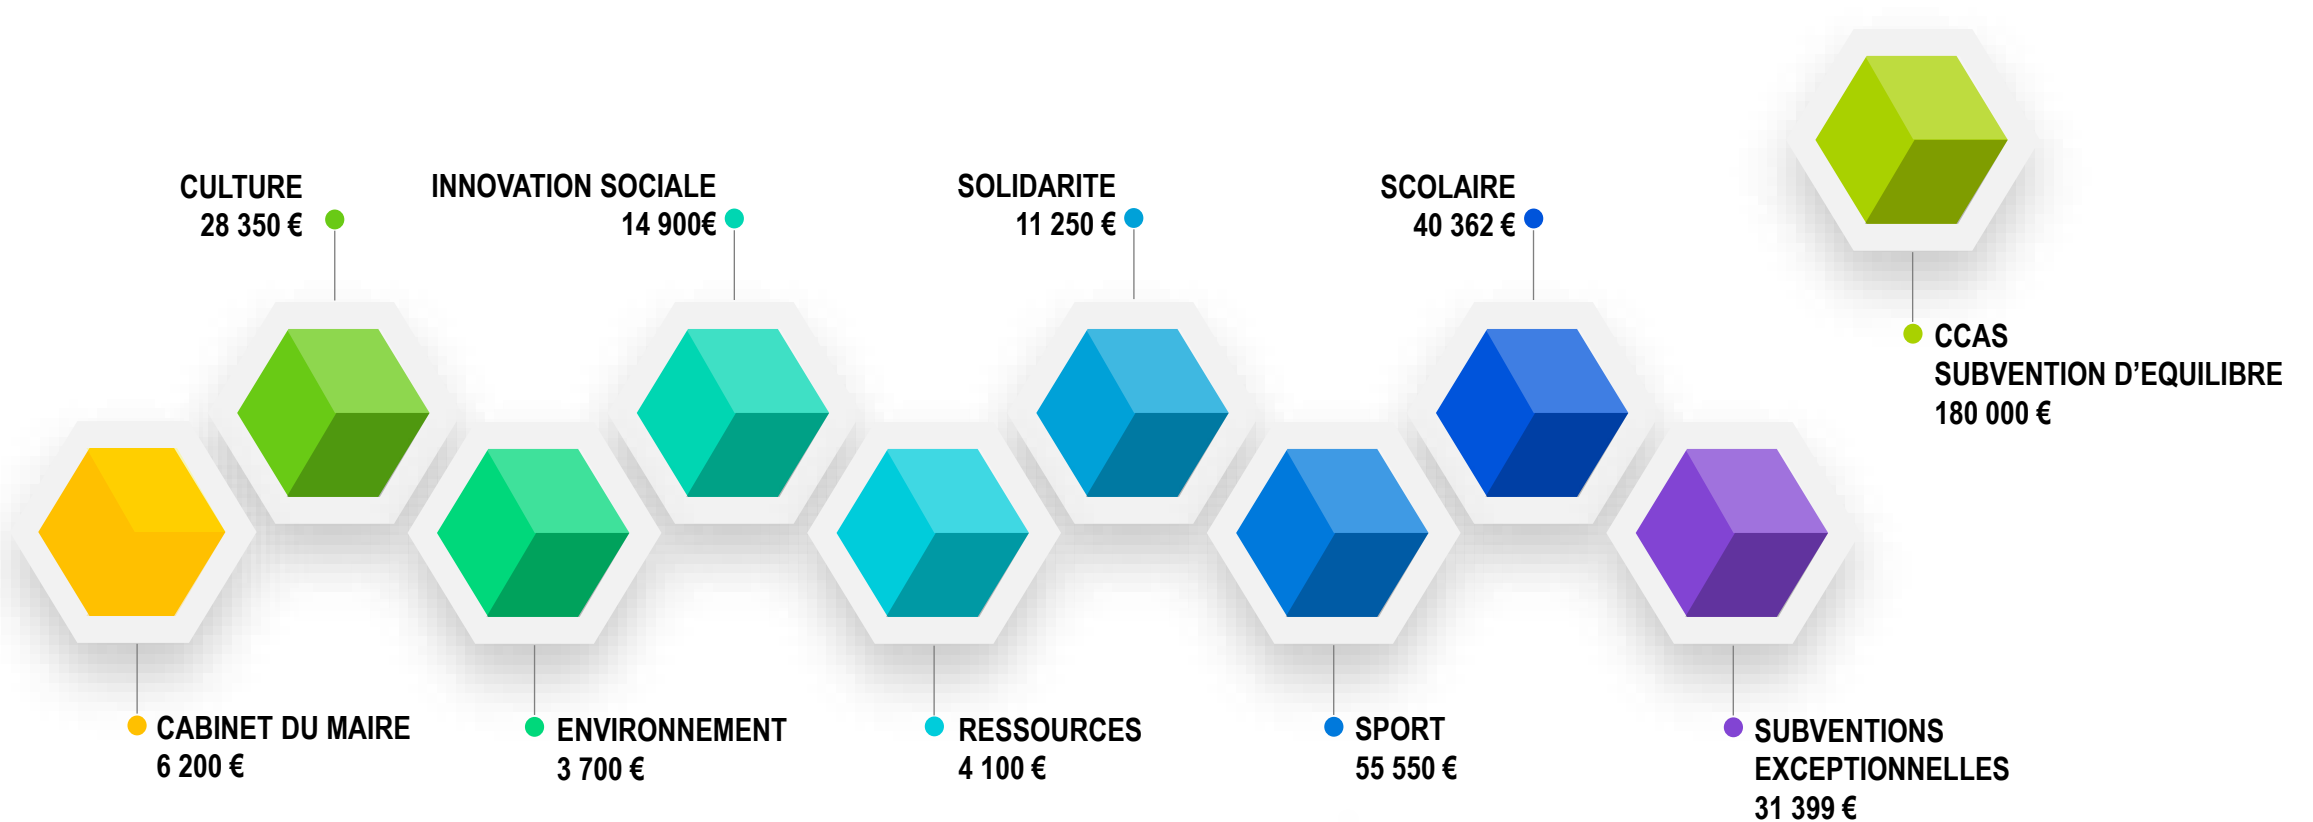 CULTURE
28 350 €
INNOVATION SOCIALE
14 900€
SOLIDARITE
11 250 €
SCOLAIRE
40 362 €
CCAS
SUBVENTION D’EQUILIBRE
180 000 €
CABINET DU MAIRE
6 200 €
ENVIRONNEMENT
3 700 €
RESSOURCES
4 100 €
SPORT
55 550 €
SUBVENTIONS
EXCEPTIONNELLES
31 399 €